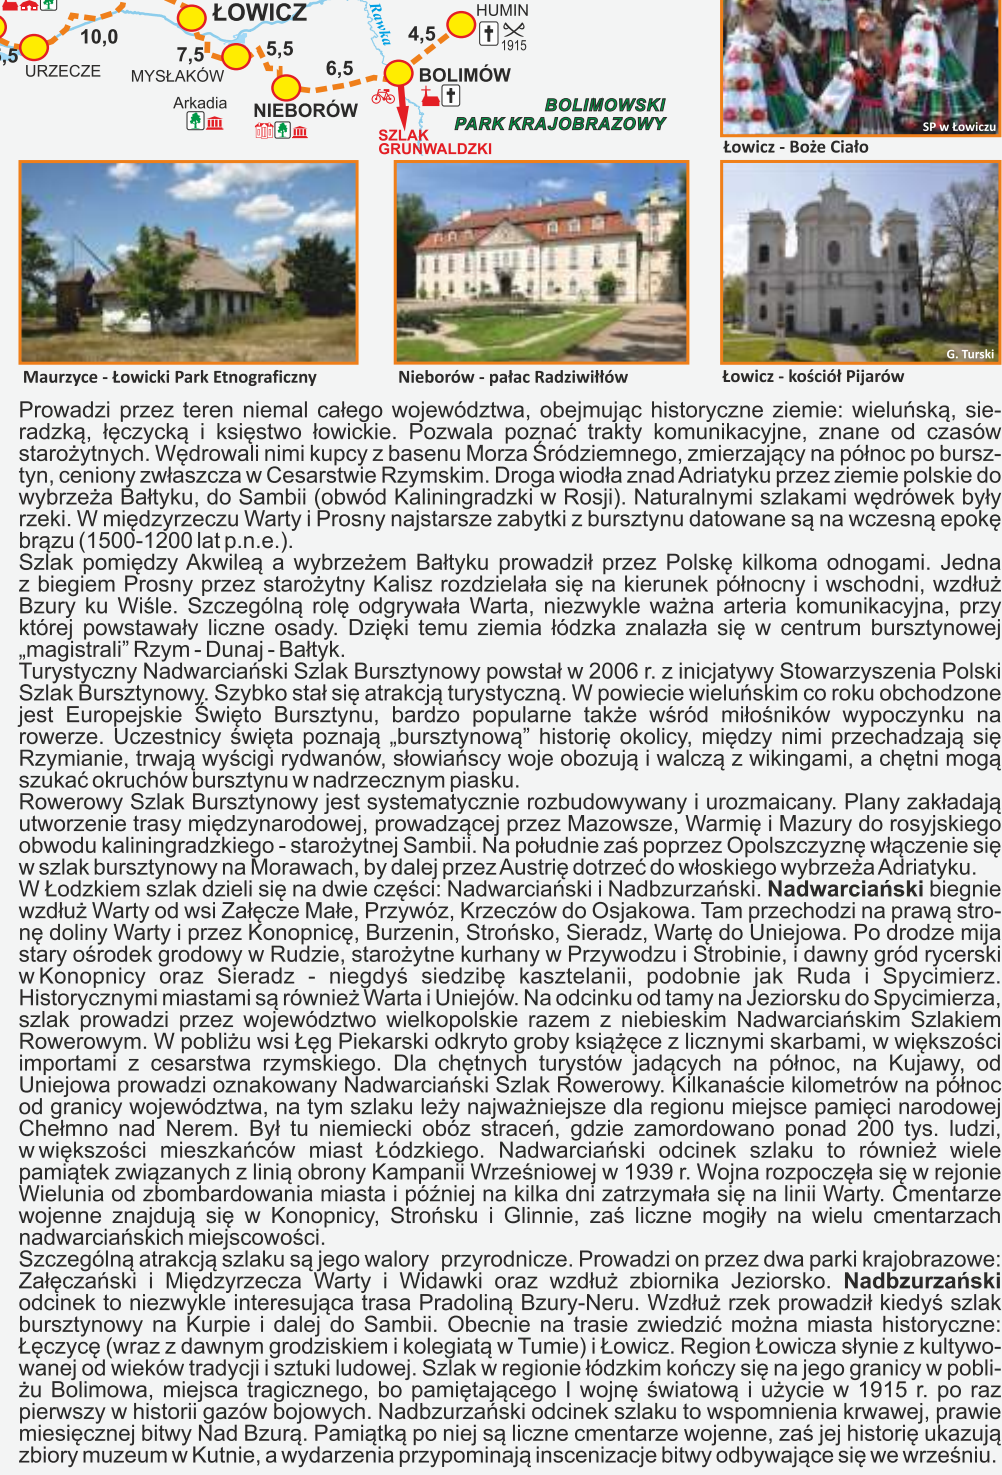 ŁOWICZ
10,0
URZECZE
7,5
MYSŁAKÓW
5,5
6,5
Rawka
4,5
HUMIN
1915
BOLIMÓW
Arkadia
NIEBORÓW
BOLIMOWSKI
PARK KRAJOBRAZOWY
SZLAK
GRUNWALDZKI
SP w Łowiczu
Łowicz - Boże Ciało
G. Turski
Maurzyce - Łowicki Park Etnograficzny
Nieborów - pałac Radziwiłłów
Łowicz - kościół Pijarów
Prowadzi przez teren niemal całego województwa, obejmując historyczne ziemie: wieluńską, sie-
radzką, łęczycką i księstwo łowickie. Pozwala poznać trakty komunikacyjne, znane od czasów
starożytnych. Wędrowali nimi kupcy z basenu Morza Śródziemnego, zmierzający na północ po bursz-
tyn, ceniony zwłaszcza w Cesarstwie Rzymskim. Droga wiodła znad Adriatyku przez ziemie polskie do
wybrzeża Bałtyku, do Sambii (obwód Kaliningradzki w Rosji). Naturalnymi szlakami wędrówek były
rzeki. W międzyrzeczu Warty i Prosny najstarsze zabytki z bursztynu datowane są na wczesną epokę
brązu (1500-1200 lat p.n.e.).
Szlak pomiędzy Akwileą a wybrzeżem Bałtyku prowadził przez Polskę kilkoma odnogami. Jedna
z biegiem Prosny przez starożytny Kalisz rozdzielała się na kierunek północny i wschodni, wzdłuż
Bzury ku Wiśle. Szczególną rolę odgrywała Warta, niezwykle ważna arteria komunikacyjna, przy
której powstawały liczne osady. Dzięki temu ziemia łódzka znalazła się w centrum bursztynowej
„magistrali” Rzym - Dunaj - Bałtyk.
Turystyczny Nadwarciański Szlak Bursztynowy powstał w 2006 r. z inicjatywy Stowarzyszenia Polski
Szlak Bursztynowy. Szybko stał się atrakcją turystyczną. W powiecie wieluńskim co roku obchodzone
jest Europejskie Święto Bursztynu, bardzo popularne także wśród miłośników wypoczynku na
rowerze. Uczestnicy święta poznają „bursztynową” historię okolicy, między nimi przechadzają się
Rzymianie, trwają wyścigi rydwanów, słowiańscy woje obozują i walczą z wikingami, a chętni mogą
szukać okruchów bursztynu w nadrzecznym piasku.
Rowerowy Szlak Bursztynowy jest systematycznie rozbudowywany i urozmaicany. Plany zakładają
utworzenie trasy międzynarodowej, prowadzącej przez Mazowsze, Warmię i Mazury do rosyjskiego
obwodu kaliningradzkiego - starożytnej Sambii. Na południe zaś poprzez Opolszczyznę włączenie się
w szlak bursztynowy na Morawach, by dalej przez Austrię dotrzeć do włoskiego wybrzeża Adriatyku.
W Łodzkiem szlak dzieli się na dwie części: Nadwarciański i Nadbzurzański. Nadwarciański biegnie
wzdłuż Warty od wsi Załęcze Małe, Przywóz, Krzeczów do Osjakowa. Tam przechodzi na prawą stro-
nę doliny Warty i przez Konopnicę, Burzenin, Strońsko, Sieradz, Wartę do Uniejowa. Po drodze mija
stary ośrodek grodowy w Rudzie, starożytne kurhany w Przywodzu i Strobinie, i dawny gród rycerski
w Konopnicy oraz Sieradz - niegdyś siedzibę kasztelanii, podobnie jak Ruda i Spycimierz.
Historycznymi miastami są również Warta i Uniejów. Na odcinku od tamy na Jeziorsku do Spycimierza,
szlak prowadzi przez województwo wielkopolskie razem z niebieskim Nadwarciańskim Szlakiem
Rowerowym. W pobliżu wsi Łęg Piekarski odkryto groby książęce z licznymi skarbami, w większości
importami z cesarstwa rzymskiego. Dla chętnych turystów jadących na północ, na Kujawy, od
Uniejowa prowadzi oznakowany Nadwarciański Szlak Rowerowy. Kilkanaście kilometrów na północ
od granicy województwa, na tym szlaku leży najważniejsze dla regionu miejsce pamięci narodowej
Chełmno nad Nerem. Był tu niemiecki obóz straceń, gdzie zamordowano ponad 200 tys. ludzi,
w większości mieszkańców miast Łódzkiego. Nadwarciański odcinek szlaku to również wiele
pamiątek związanych z linią obrony Kampanii Wrześniowej w 1939 r. Wojna rozpoczęła się w rejonie
Wielunia od zbombardowania miasta i później na kilka dni zatrzymała się na linii Warty. Cmentarze
wojenne znajdują się w Konopnicy, Strońsku i Glinnie, zaś liczne mogiły na wielu cmentarzach
nadwarciańskich miejscowości.
Szczególną atrakcją szlaku są jego walory przyrodnicze. Prowadzi on przez dwa parki krajobrazowe:
Załęczański i Międzyrzecza Warty i Widawki oraz wzdłuż zbiornika Jeziorsko. Nadbzurzański
odcinek to niezwykle interesująca trasa Pradoliną Bzury-Neru. Wzdłuż rzek prowadził kiedyś szlak
bursztynowy na Kurpie i dalej do Sambii. Obecnie na trasie zwiedzić można miasta historyczne:
Łęczycę (wraz z dawnym grodziskiem i kolegiatą w Tumie) i Łowicz. Region Łowicza słynie z kultywo-
wanej od wieków tradycji i sztuki ludowej. Szlak w regionie łódzkim kończy się na jego granicy w pobli-
żu Bolimowa, miejsca tragicznego, bo pamiętającego I wojnę światową i użycie w 1915 r. po raz
pierwszy w historii gazów bojowych. Nadbzurzański odcinek szlaku to wspomnienia krwawej, prawie
miesięcznej bitwy Nad Bzurą. Pamiątką po niej są liczne cmentarze wojenne, zaś jej historię ukazują
zbiory muzeum w Kutnie, a wydarzenia przypominają inscenizacje bitwy odbywające się we wrześniu.